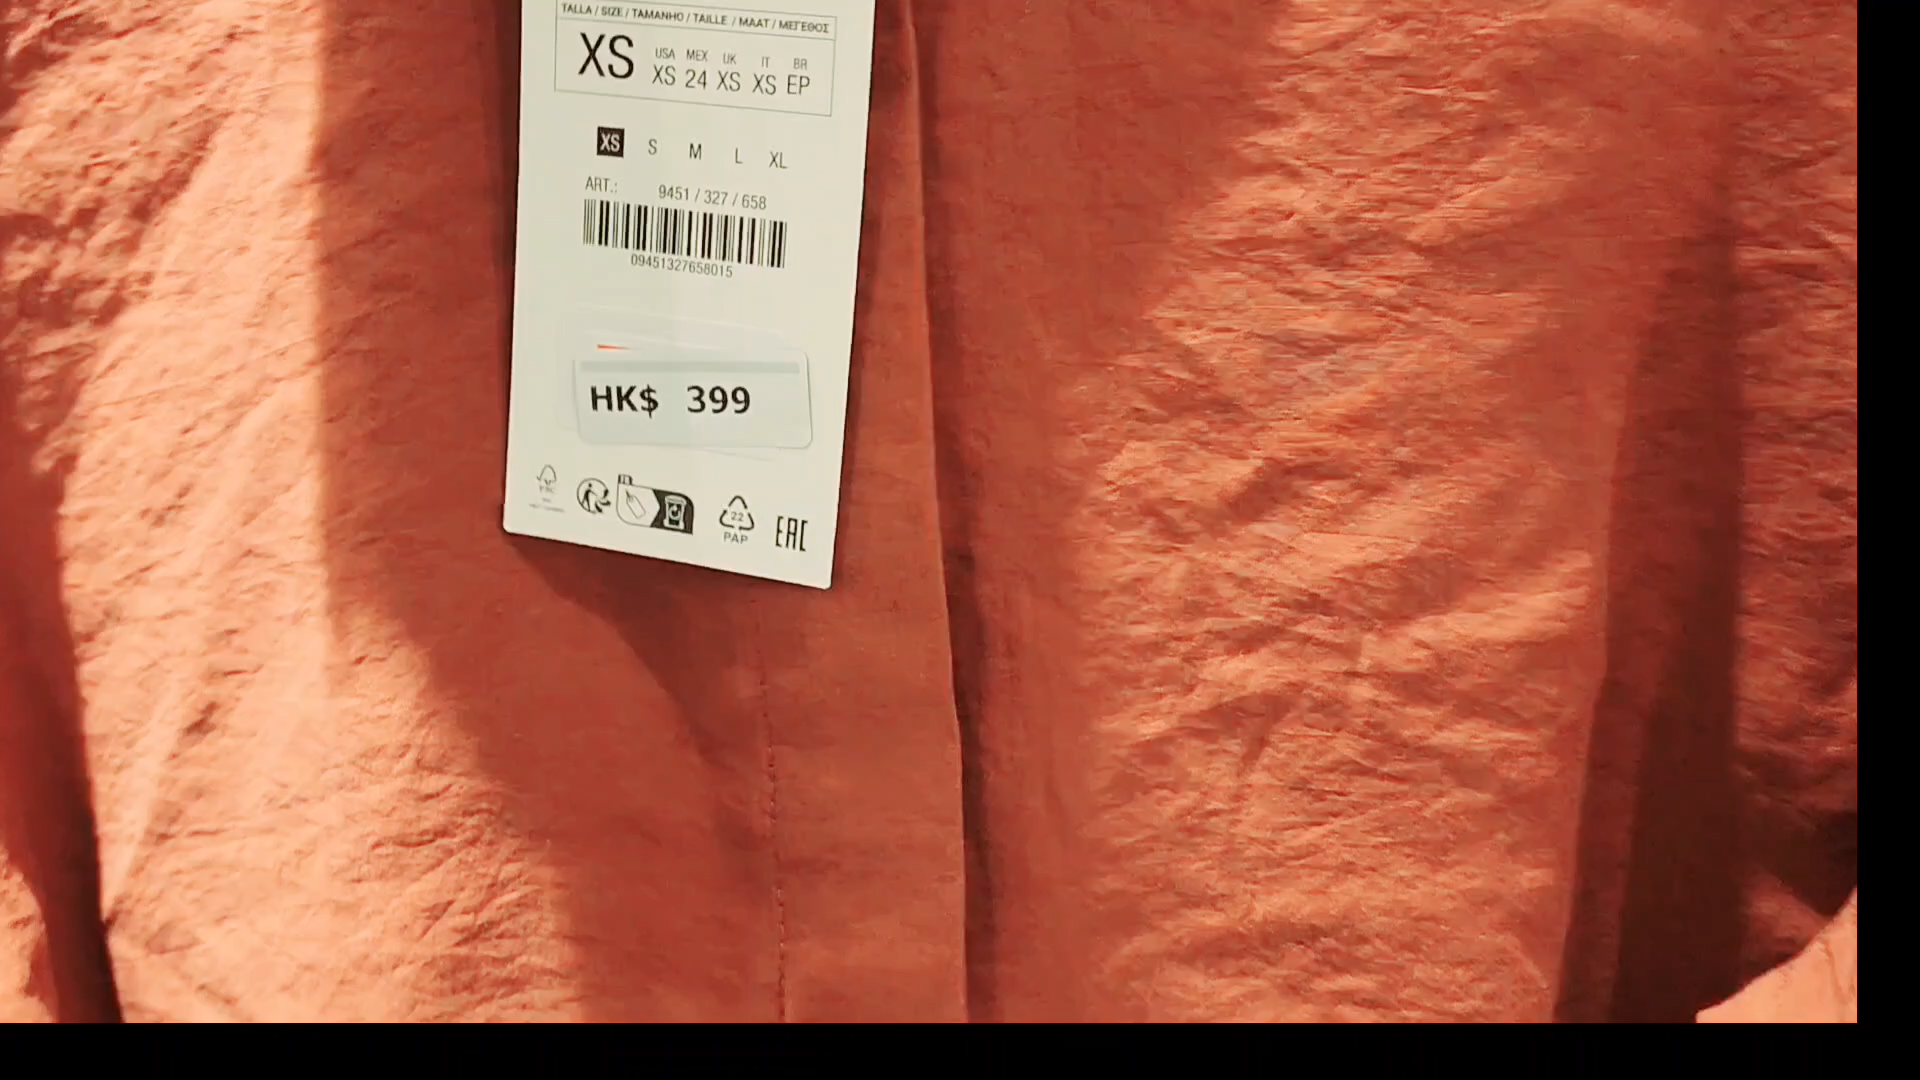 TALLA / SIZE / TAMANHO / TAILLE / MAAT / ΜΕΓΕΘΟΣ
USA MEX UK IT BR
XS XS 24 XS XS EP
XS S M L XL
ART.: 9451 / 327 / 658
09451327658015
HK$ 399
FSC
22
PAP
EAC